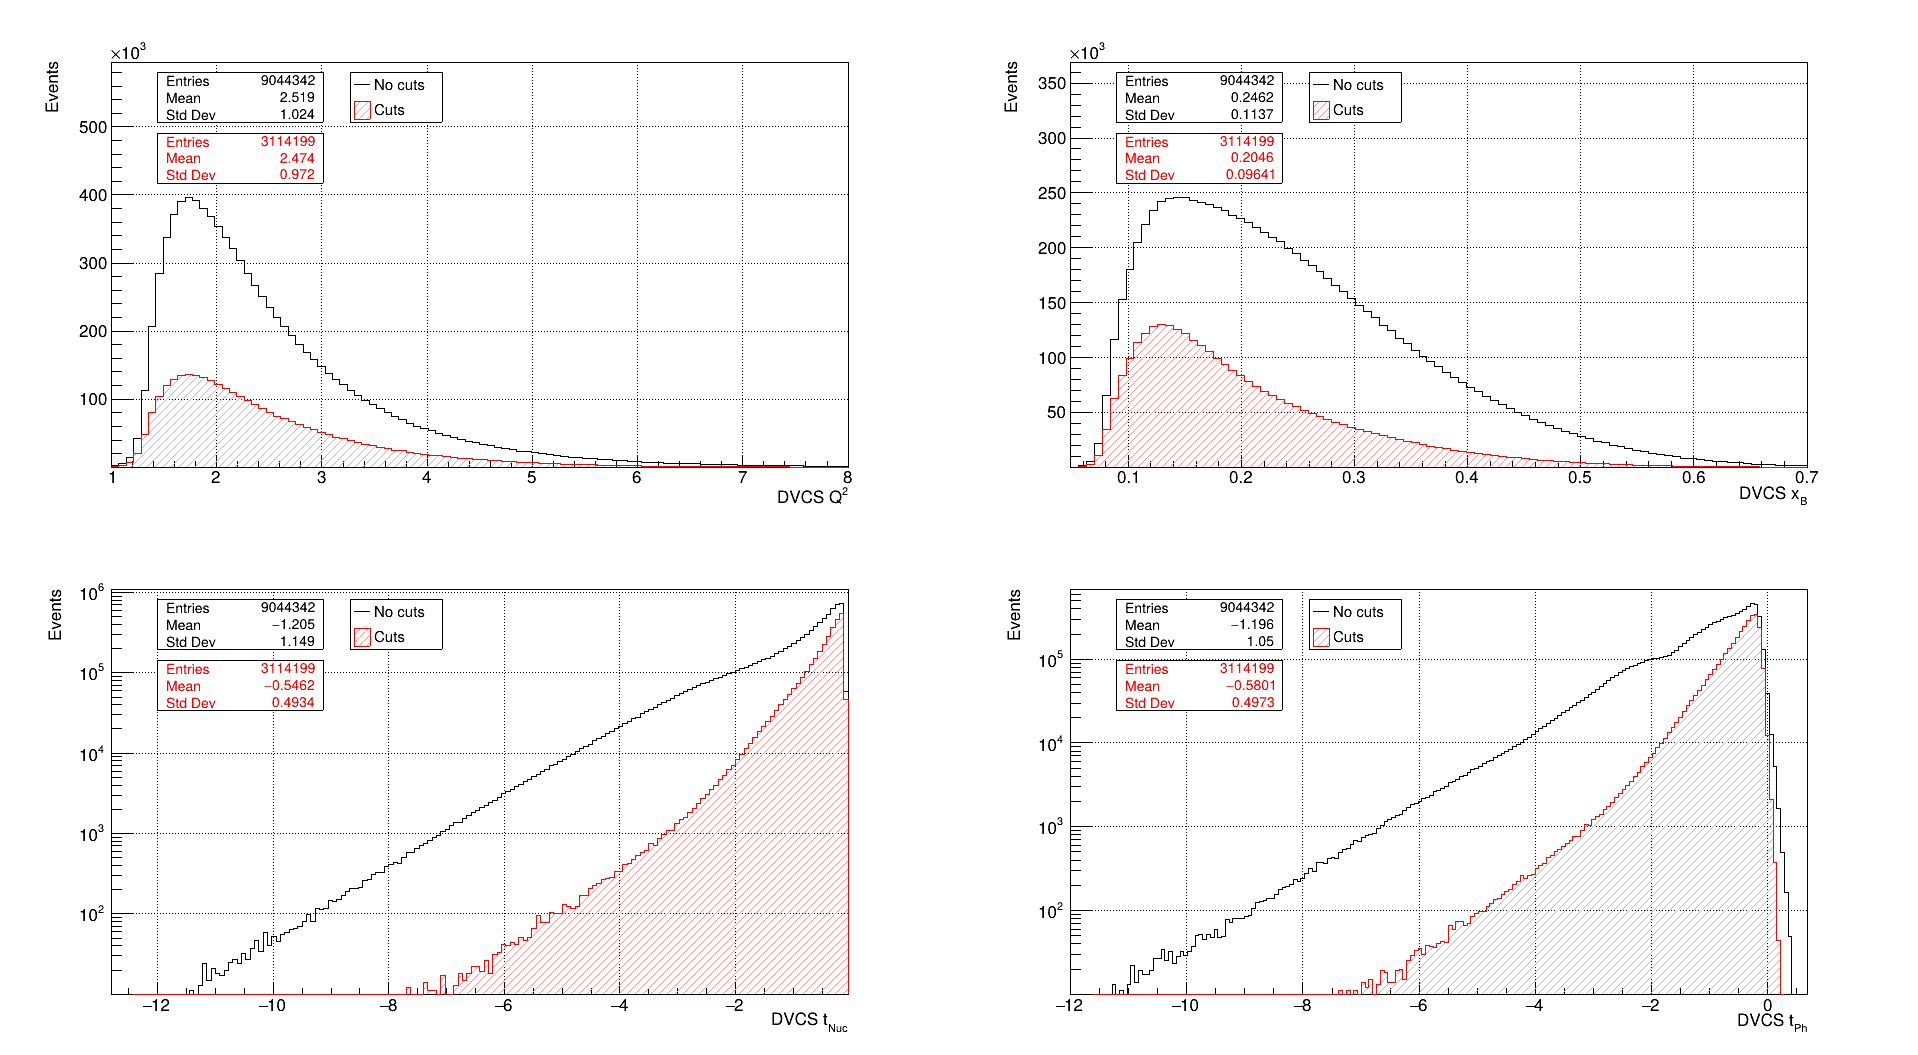 ×10³
Events
Entries 9044342
Mean 2.519
Std Dev 1.024
Entries 3114199
Mean 2.474
Std Dev 0.972
No cuts
Cuts
500
400
300
200
100
1 2 3 4 5 6 7 8
DVCS Q²
×10³
Events
Entries 9044342
Mean 0.2462
Std Dev 0.1137
Entries 3114199
Mean 0.2046
Std Dev 0.09641
No cuts
Cuts
350
300
250
200
150
100
50
0.1 0.2 0.3 0.4 0.5 0.6 0.7
DVCS x_B
Events
Entries 9044342
Mean −1.205
Std Dev 1.149
Entries 3114199
Mean −0.5462
Std Dev 0.4934
No cuts
Cuts
10⁶
10⁵
10⁴
10³
10²
−12 −10 −8 −6 −4 −2
DVCS t_Nuc
Events
Entries 9044342
Mean −1.196
Std Dev 1.05
Entries 3114199
Mean −0.5801
Std Dev 0.4973
No cuts
Cuts
10⁵
10⁴
10³
10²
−12 −10 −8 −6 −4 −2 0
DVCS t_Ph